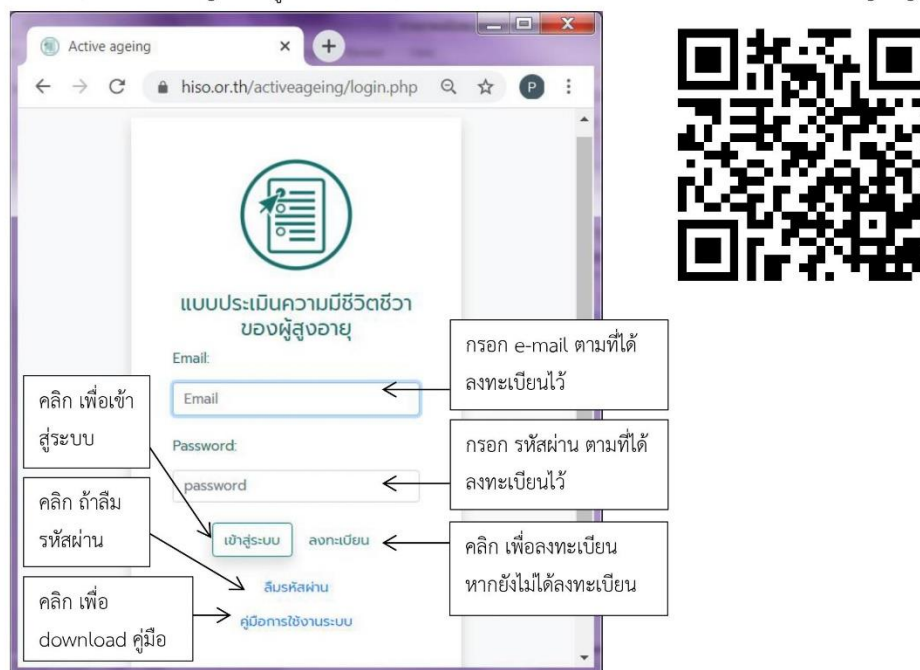 Active ageing
hiso.or.th/activeageing/login.php
P
แบบประเมินความมีชีวิตชีวา
ของผู้สูงอายุ
Email:
Email
กรอก e-mail ตามที่ได้
ลงทะเบียนไว้
คลิก เพื่อเข้า
สู่ระบบ
Password:
password
กรอก รหัสผ่าน ตามที่ได้
ลงทะเบียนไว้
คลิก ถ้าลืม
รหัสผ่าน
เข้าสู่ระบบ
ลงทะเบียน
คลิก เพื่อลงทะเบียน
หากยังไม่ได้ลงทะเบียน
ลืมรหัสผ่าน
คลิก เพื่อ
download คู่มือ
คู่มือการใช้งานระบบ